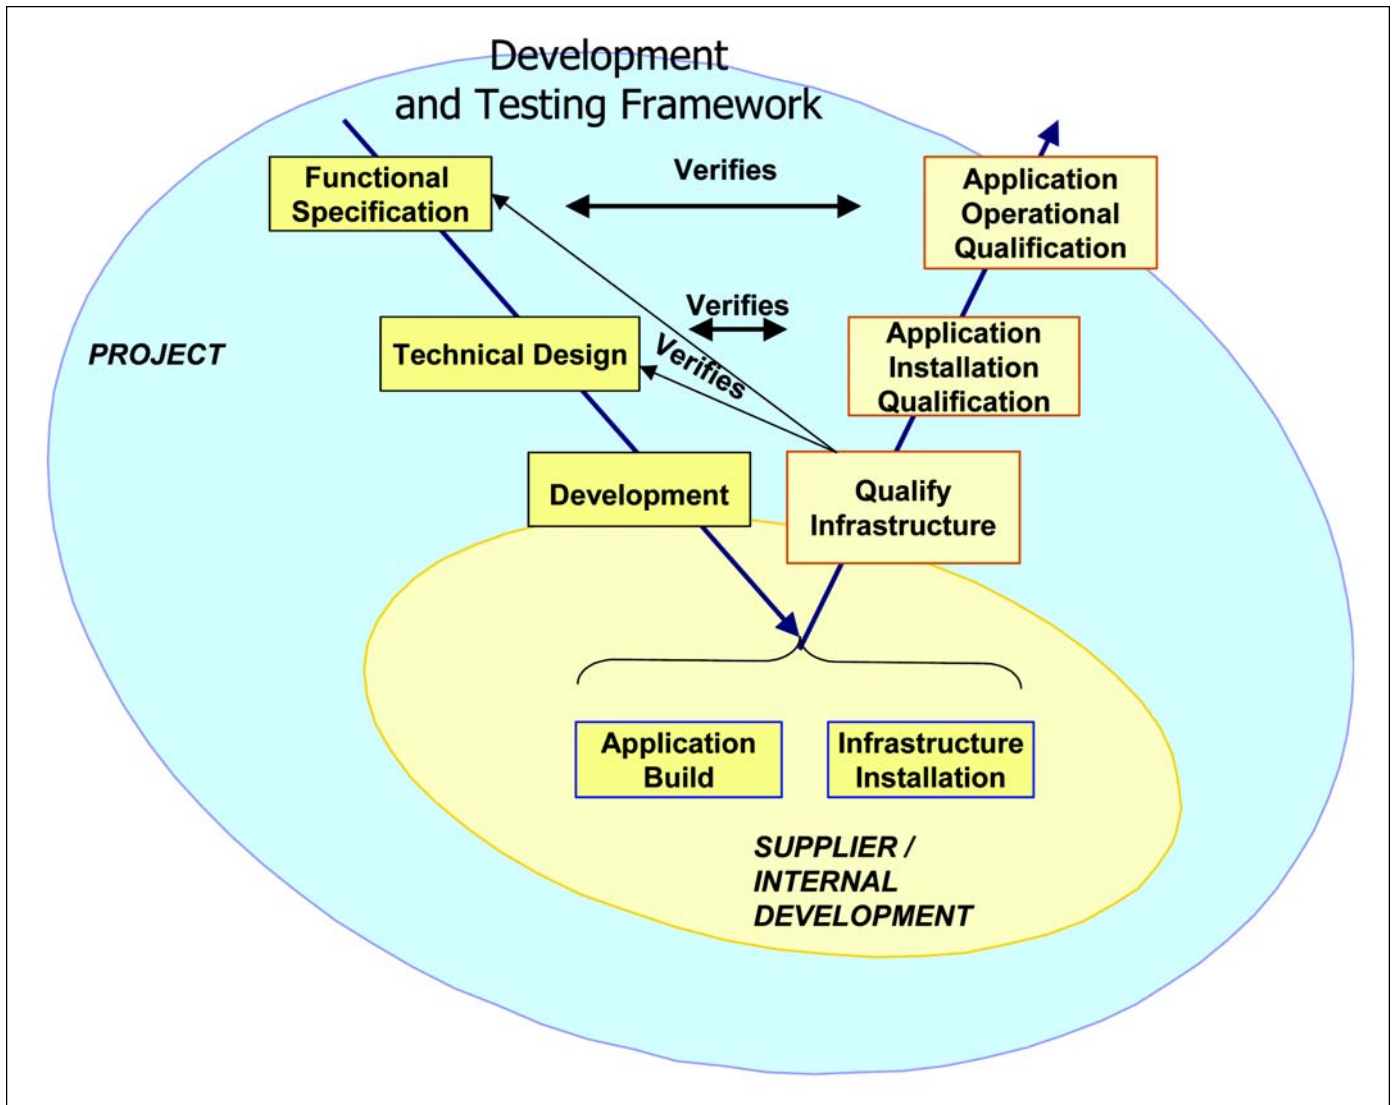 Development
and Testing Framework
Verifies
Functional
Specification
Application
Operational
Qualification
Verifies
PROJECT
Technical Design
Verifies
Application
Installation
Qualification
Development
Qualify
Infrastructure
Application
Build
Infrastructure
Installation
SUPPLIER /
INTERNAL
DEVELOPMENT